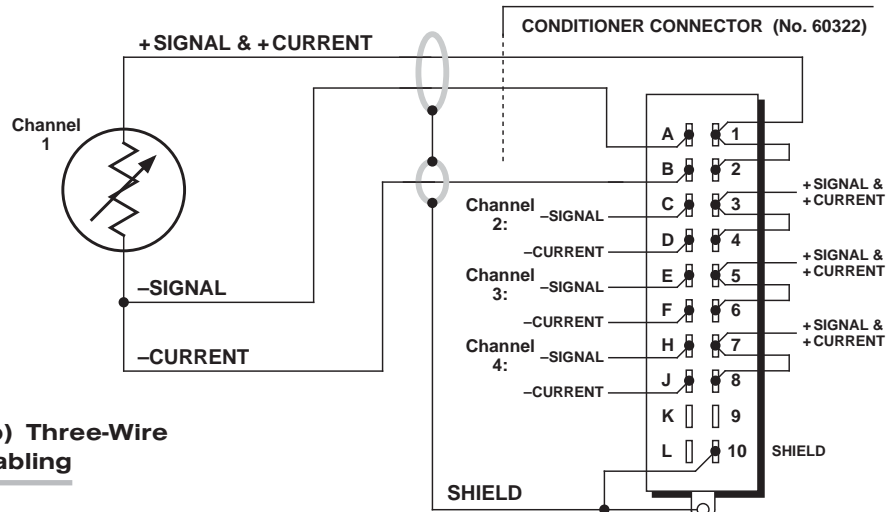 CONDITIONER CONNECTOR (No. 60322)
+SIGNAL & +CURRENT
Channel
1
A 1
B 2
+SIGNAL &
+CURRENT
C 3
Channel
2:
–SIGNAL
D 4
–CURRENT
+SIGNAL &
+CURRENT
E 5
Channel
3:
–SIGNAL
F 6
–CURRENT
+SIGNAL &
+CURRENT
H 7
Channel
4:
–SIGNAL
J 8
–CURRENT
K 9
L 10 SHIELD
–SIGNAL
–CURRENT
) Three-Wire
abling
SHIELD